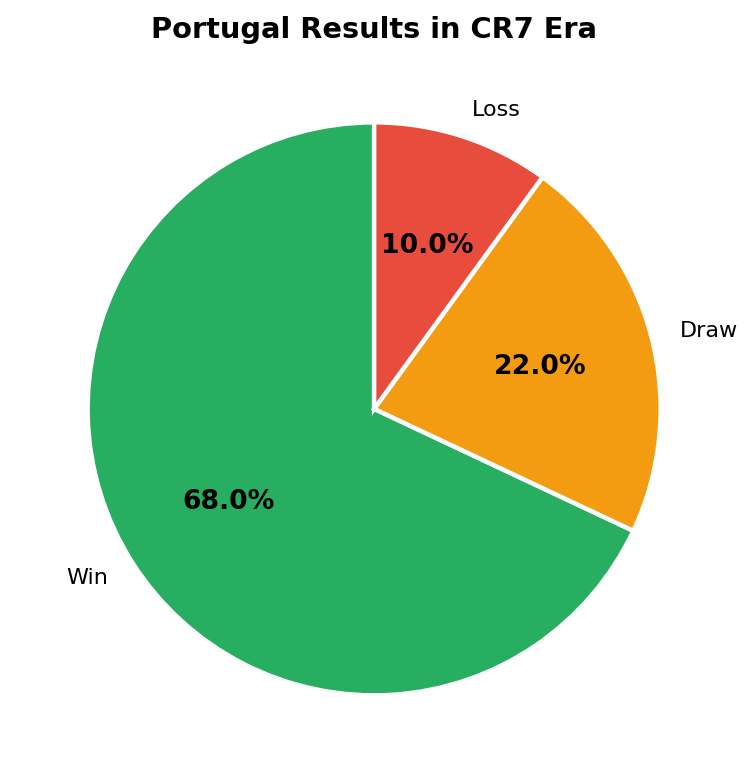 Portugal Results in CR7 Era
Loss
10.0%
Draw
22.0%
68.0%
Win